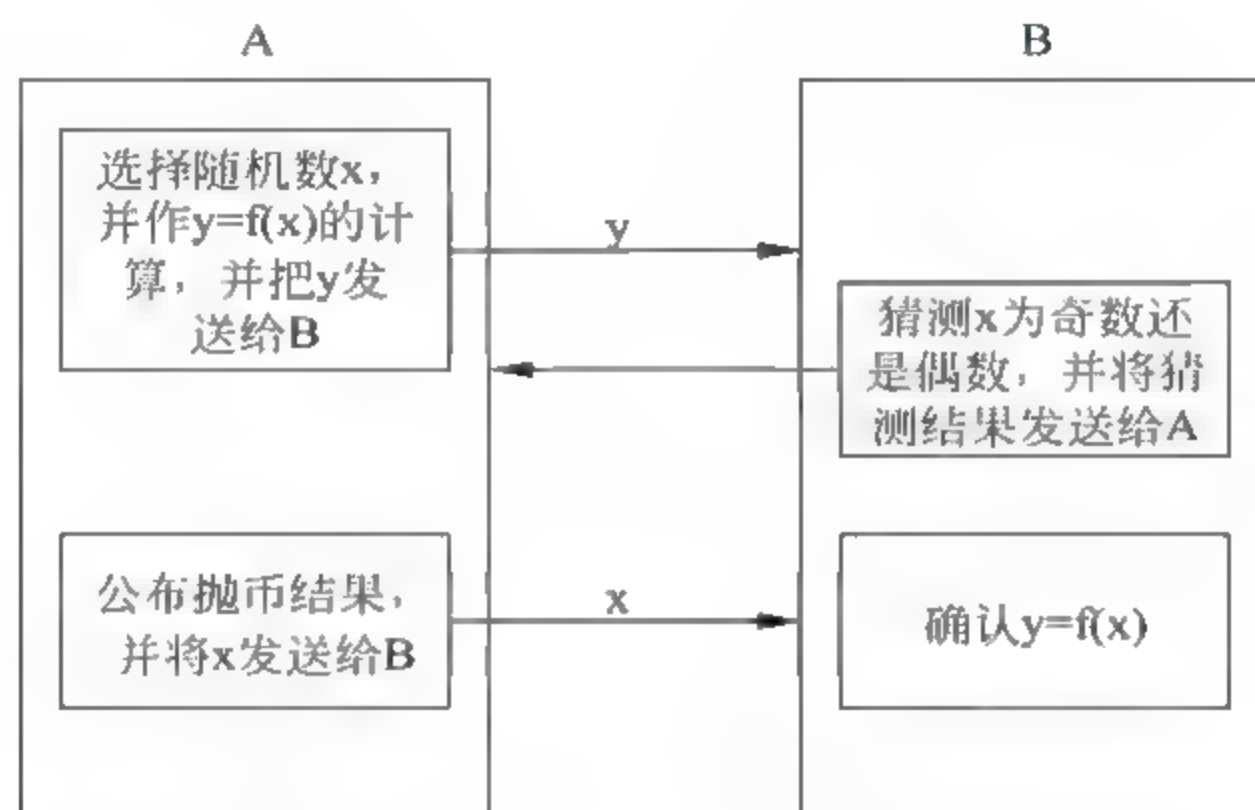 A
B
选择随机数x，
并作y=f(x)的计
算，并把y发
送给B
y
猜测x为奇数还
是偶数，并将猜
测结果发送给A
公布抛币结果，
并将x发送给B
x
确认y=f(x)